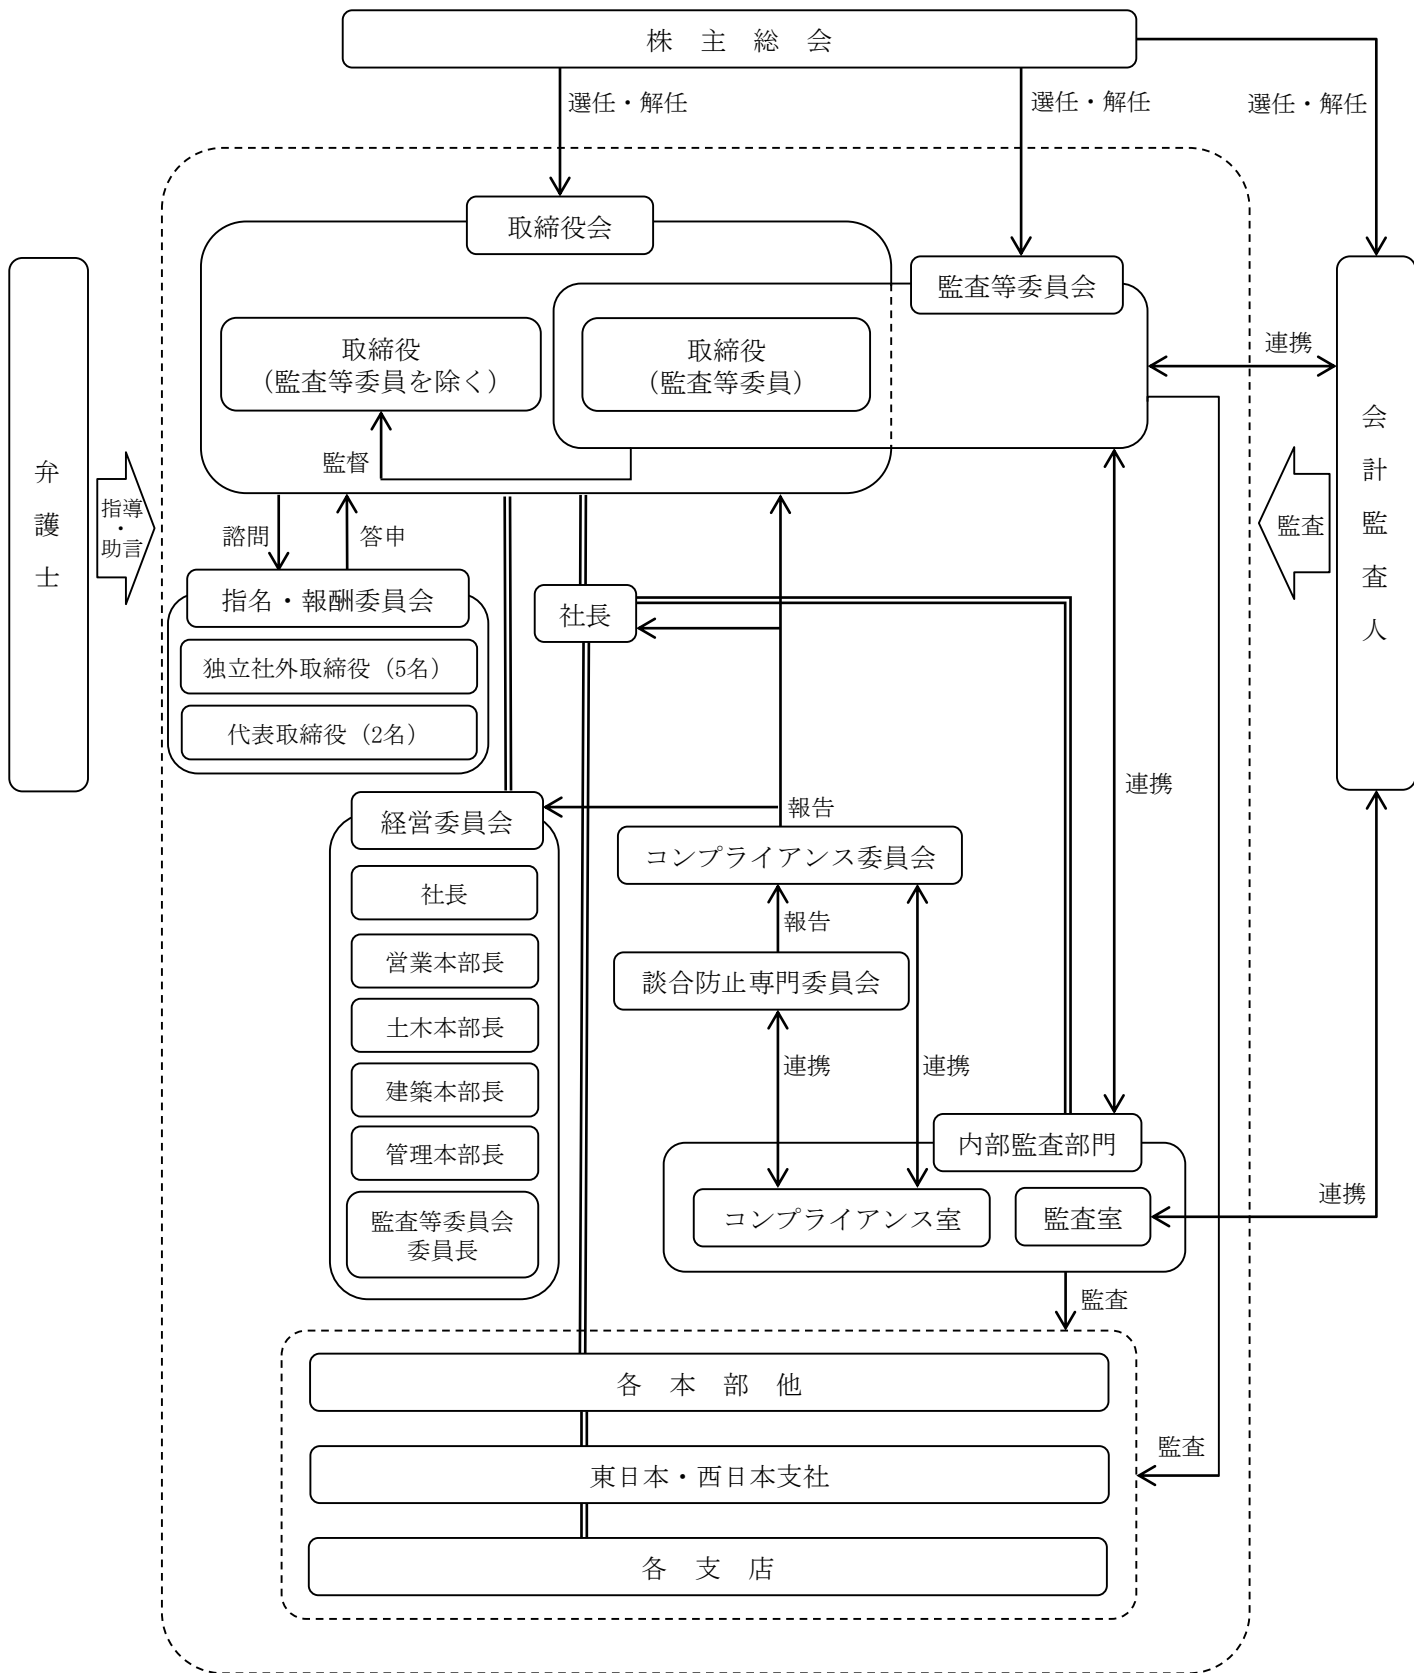 株　主　総　会
選任・解任
選任・解任
選任・解任
取締役会
監査等委員会
取締役
（監査等委員を除く）
取締役
（監査等委員）
連携
監督
弁護士
指導
・
助言
会計監査人
監査
諮問
答申
指名・報酬委員会
独立社外取締役（5名）
代表取締役（2名）
社長
連携
経営委員会
報告
コンプライアンス委員会
社長
報告
営業本部長
談合防止専門委員会
土木本部長
連携
連携
建築本部長
管理本部長
内部監査部門
監査等委員会
委員長
コンプライアンス室
監査室
連携
監査
各　本　部　他
東日本・西日本支社
監査
各　支　店